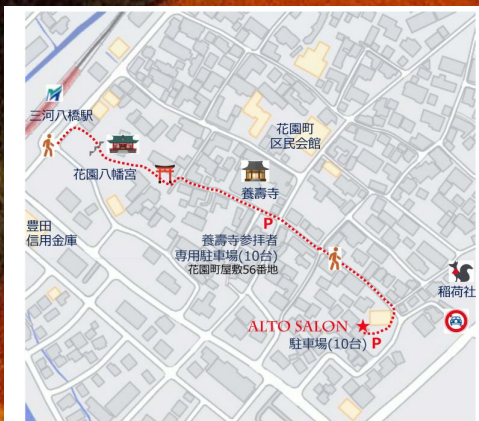 三河八橋駅
花園八幡宮
花園町
区民会館
養壽寺
P
豊田
信用金庫
養壽寺参拝者
専用駐車場(10台)
花園町屋敷56番地
稲荷社
ALTO SALON
駐車場(10台)
P